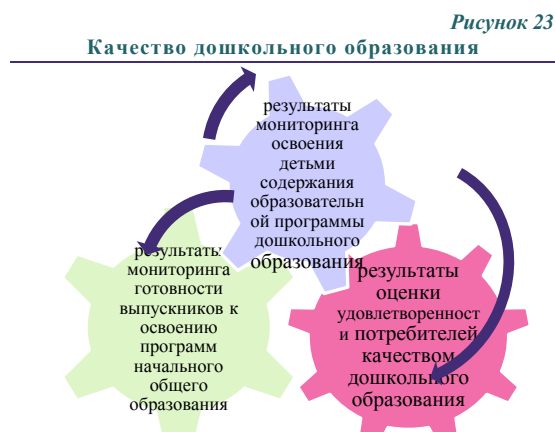 Рисунок 23
Качество дошкольного образования
результаты
мониторинга
освоения
детьми
содержания
образовательн
ой программы
дошкольного
образования
результаты
мониторинга
готовности
выпускников к
освоению
программ
начального
общего
образования
результаты
оценки
удовлетворенност
и потребителей
качеством
дошкольного
образования